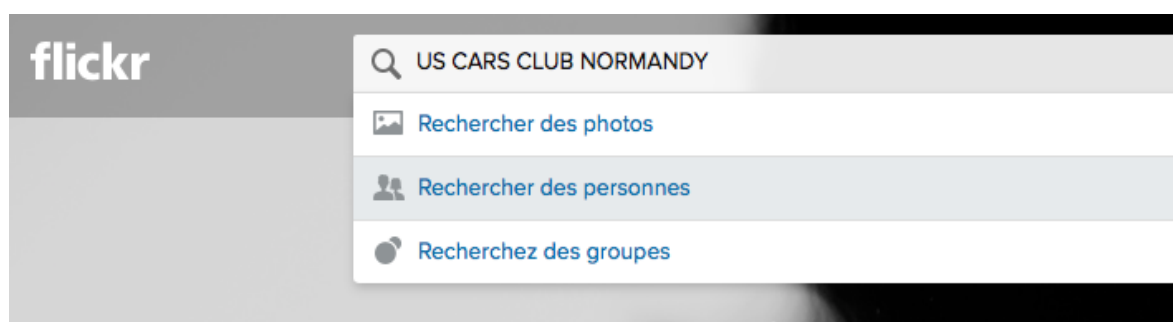 flickr
US CARS CLUB NORMANDY
Rechercher des photos
Rechercher des personnes
Recherchez des groupes